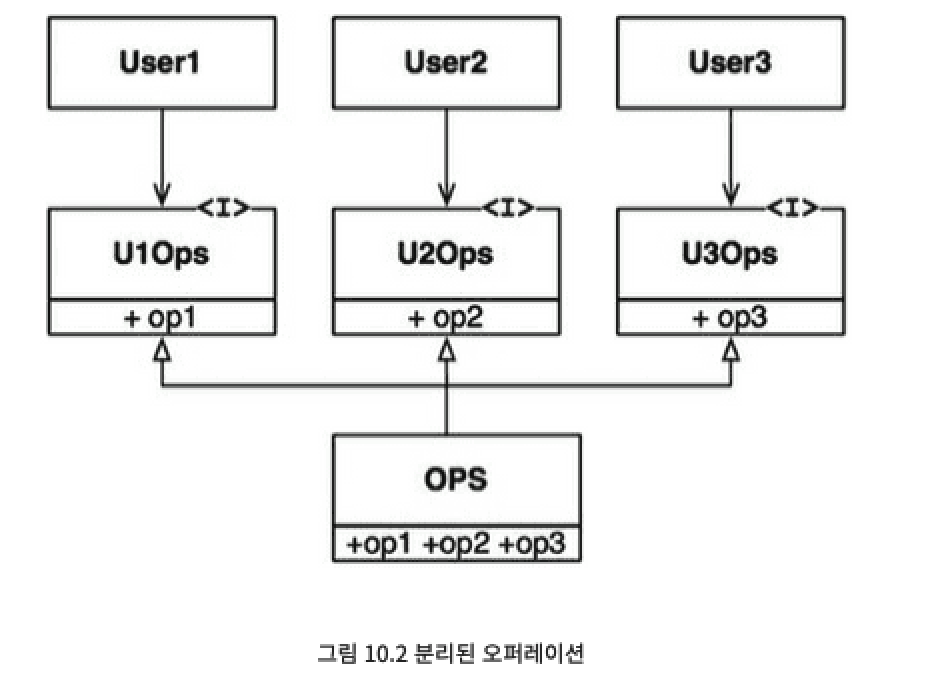 User1 User2 User3
<I> <I> <I>
U1Ops U2Ops U3Ops
+ op1 + op2 + op3
OPS
+op1 +op2 +op3
그림 10.2 분리된 오퍼레이션